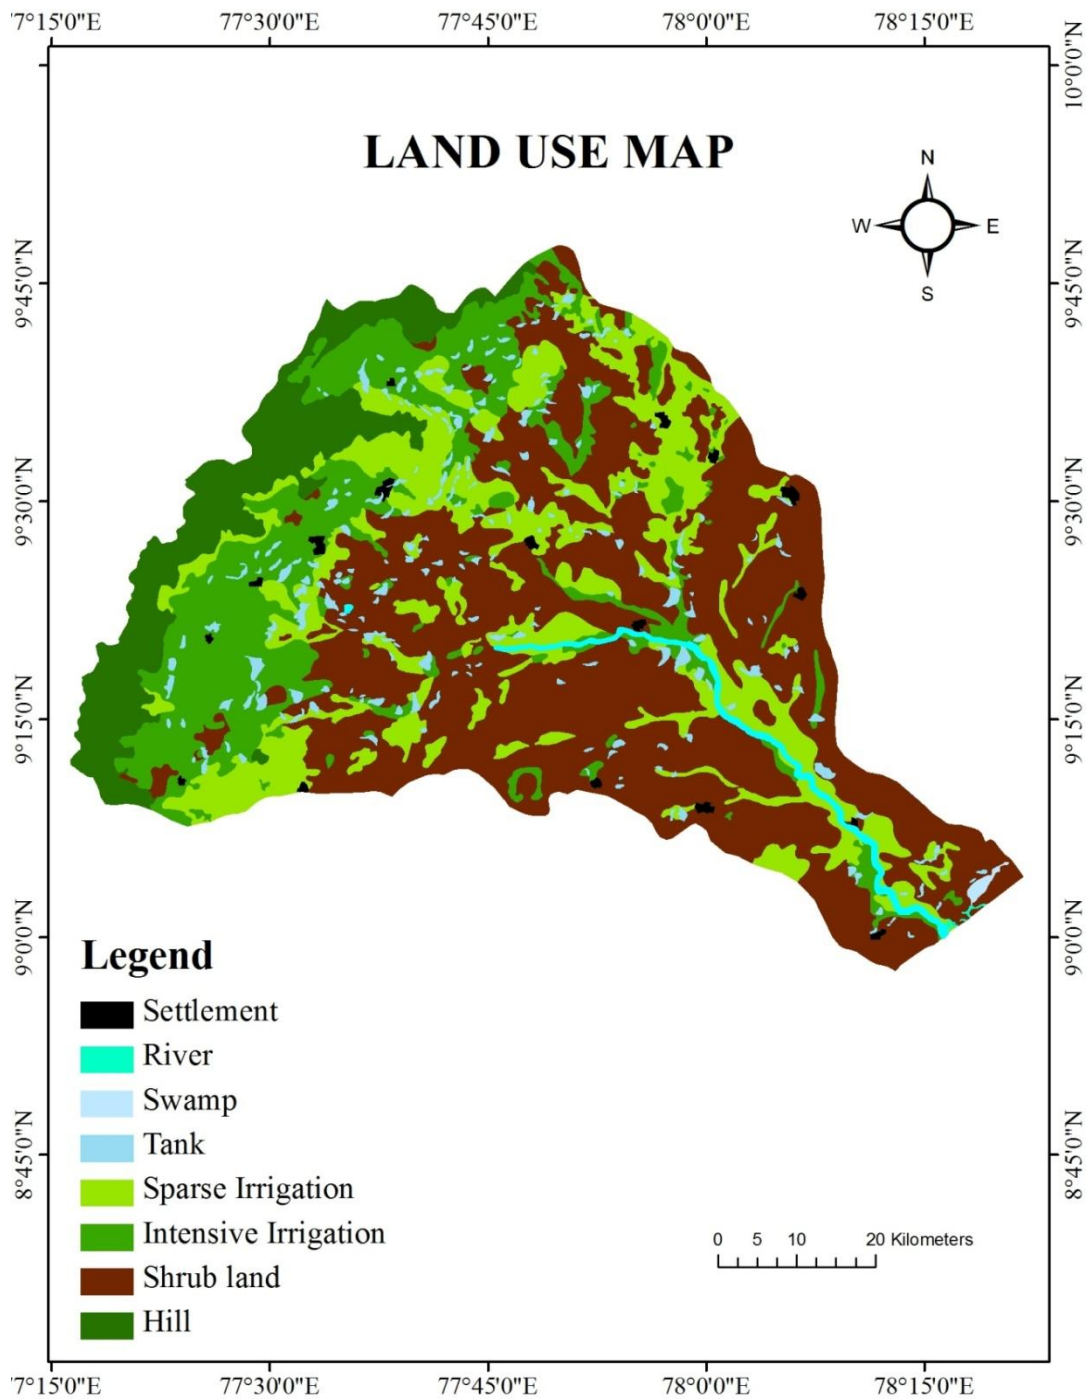 77°15'0"E 77°30'0"E 77°45'0"E 78°0'0"E 78°15'0"E
10°0'0"N
LAND USE MAP
N
W E
S
9°45'0"N 9°45'0"N
9°30'0"N 9°30'0"N
9°15'0"N 9°15'0"N
9°0'0"N 9°0'0"N
Legend
Settlement
River
Swamp
Tank
Sparse Irrigation
Intensive Irrigation
Shrub land
Hill
8°45'0"N 8°45'0"N
0 5 10 20 Kilometers
77°15'0"E 77°30'0"E 77°45'0"E 78°0'0"E 78°15'0"E